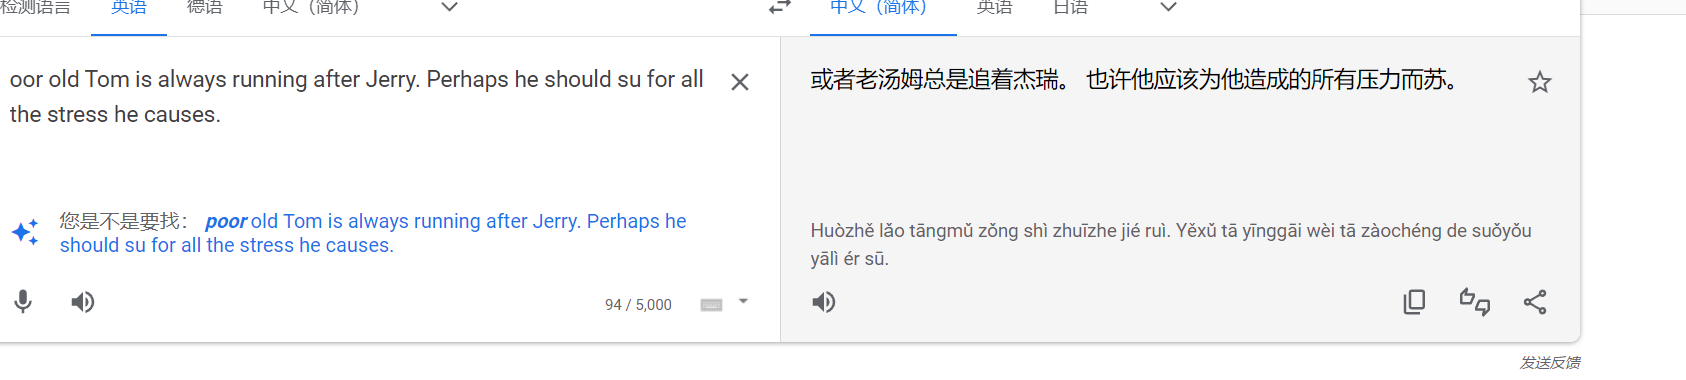 检测语言 英语 德语 中文（简体） 中文（简体） 英语 日语
oor old Tom is always running after Jerry. Perhaps he should su for all
the stress he causes.
您是不是要找： poor old Tom is always running after Jerry. Perhaps he
should su for all the stress he causes.
94 / 5,000
或者老汤姆总是追着杰瑞。 也许他应该为他造成的所有压力而苏。
Huòzhě lǎo tāngmǔ zǒng shì zhuīzhe jié ruì. Yěxǔ tā yīnggāi wèi tā zàochéng de suǒyǒu
yālì ér sū.
发送反馈